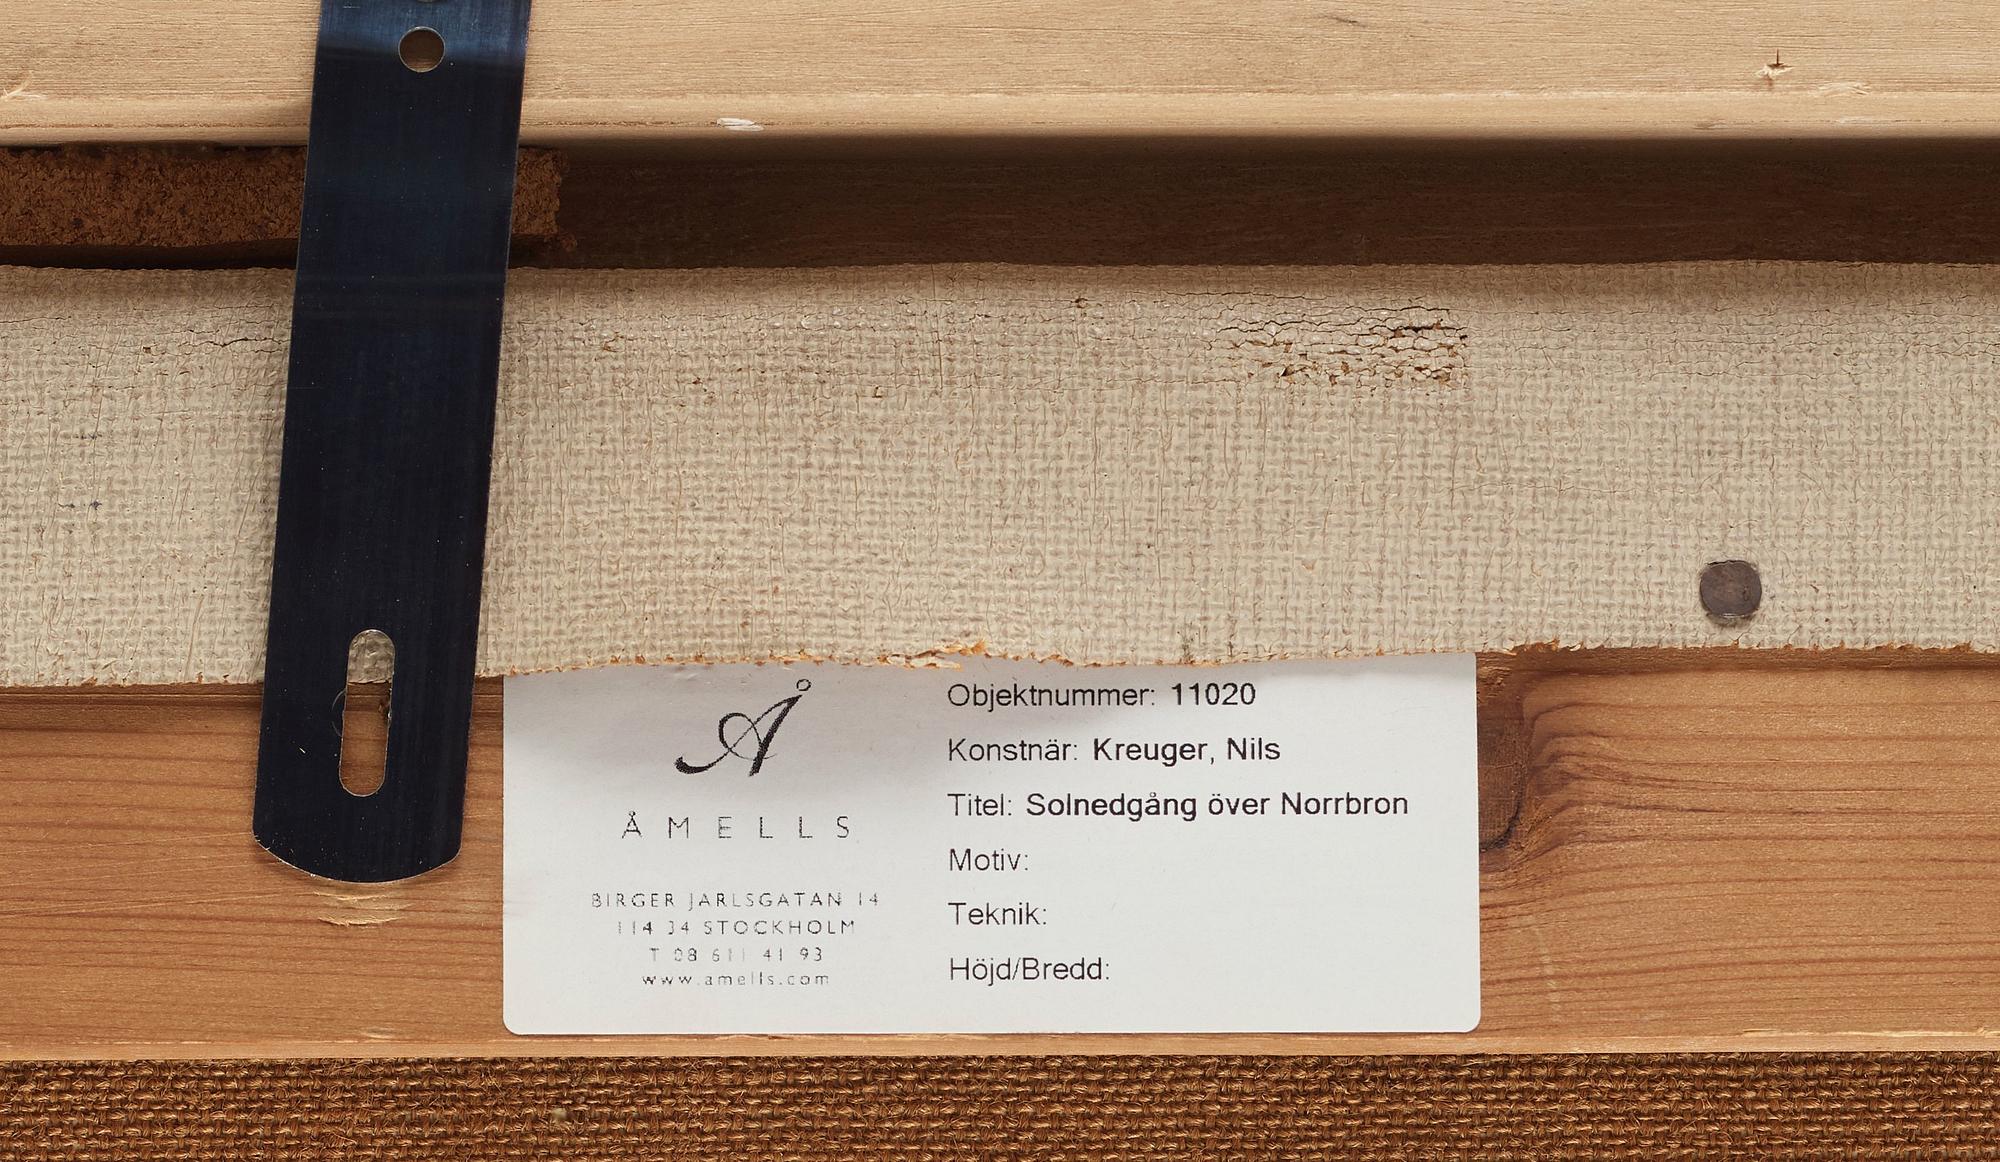 Å
ÅMELLS
BIRGER JARLSGATAN 14
114 34 STOCKHOLM
T 08 611 41 93
www.amells.com
Objektnummer: 11020
Konstnär: Kreuger, Nils
Titel: Solnedgång över Norrbron
Motiv:
Teknik:
Höjd/Bredd: